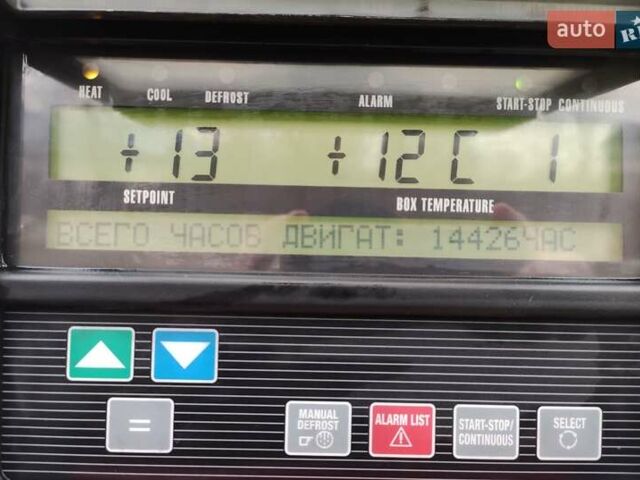 auto RIA
HEAT COOL DEFROST ALARM START-STOP CONTINUOUS
+13 +12C 1
SETPOINT BOX TEMPERATURE
ВСЕГО ЧАСОВ ДВИГАТ: 14426ЧАС
=
MANUAL DEFROST
ALARM LIST
START-STOP/
CONTINUOUS
SELECT